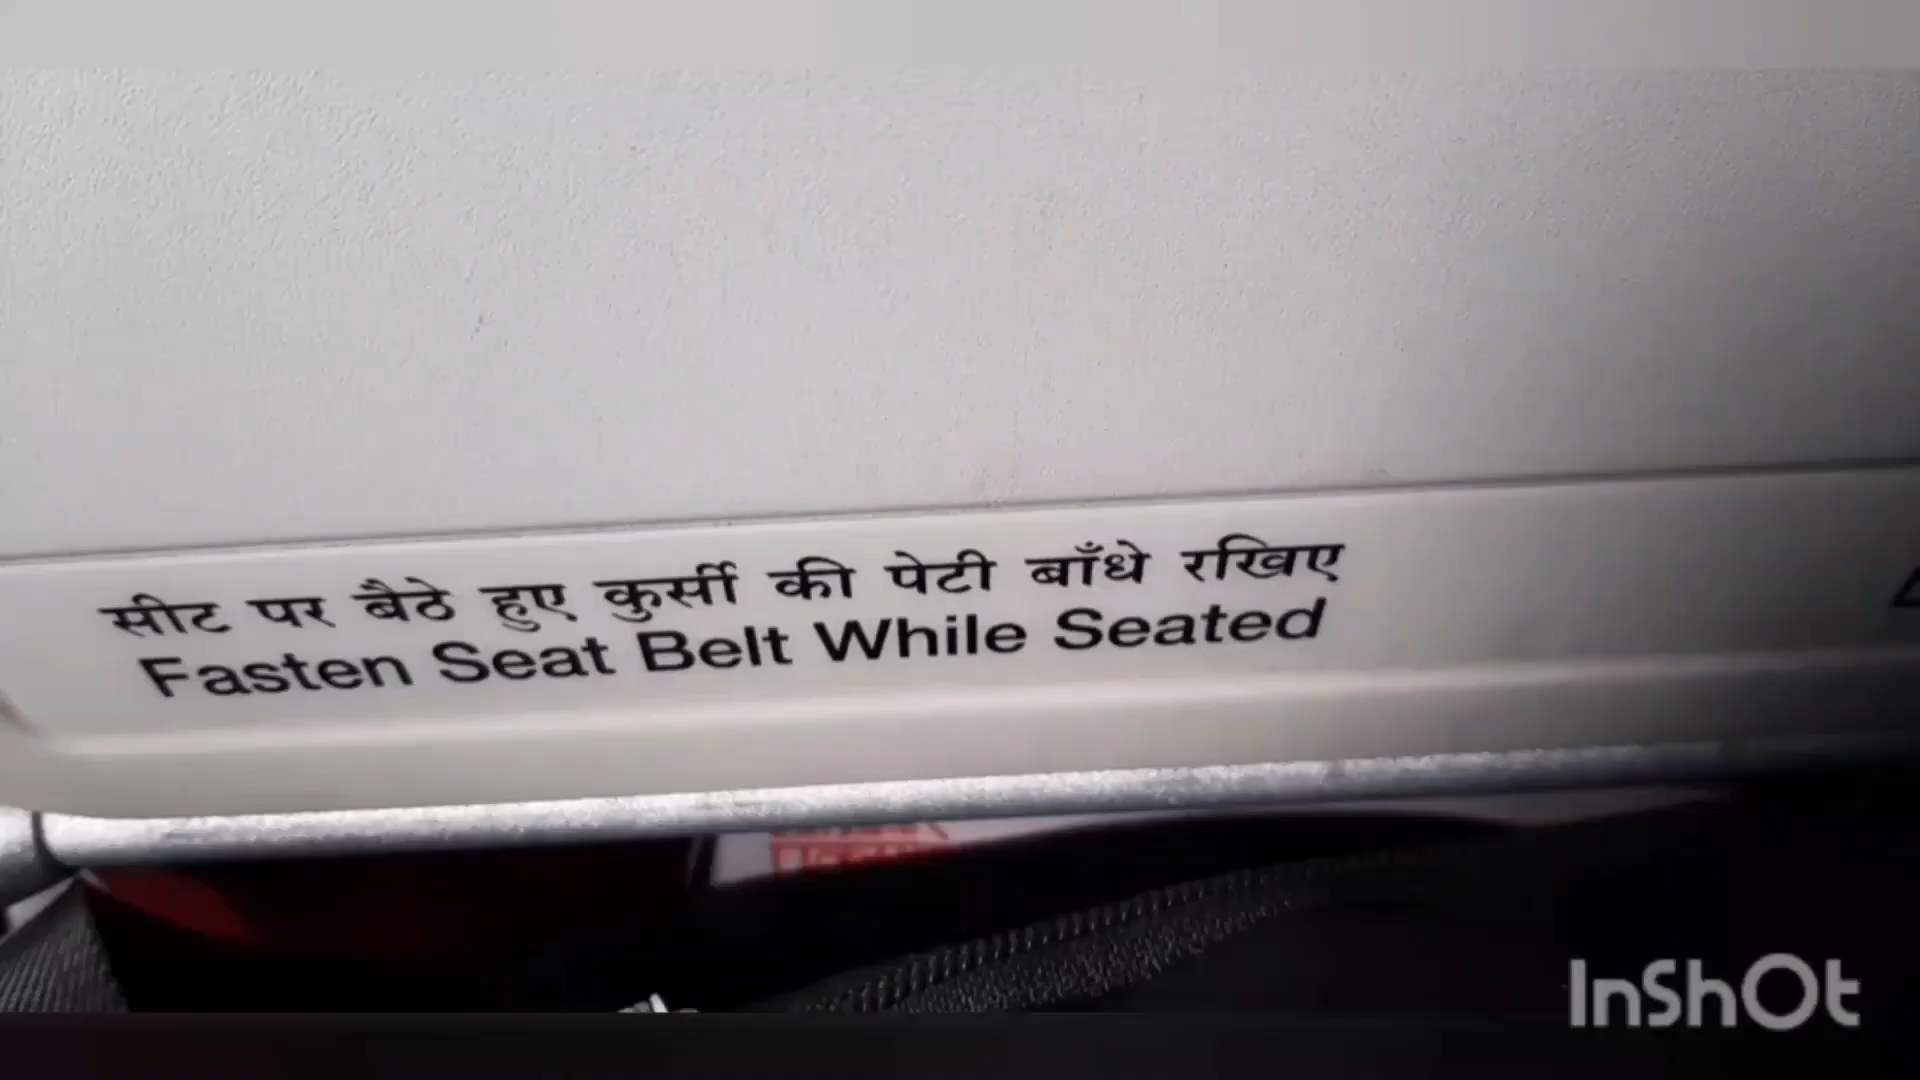 सीट पर बैठे हुए कुर्सी की पेटी बाँधे रखिए
Fasten Seat Belt While Seated
InShOt